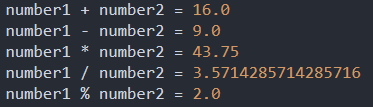 number1 + number2 = 16.0
number1 - number2 = 9.0
number1 * number2 = 43.75
number1 / number2 = 3.5714285714285716
number1 % number2 = 2.0